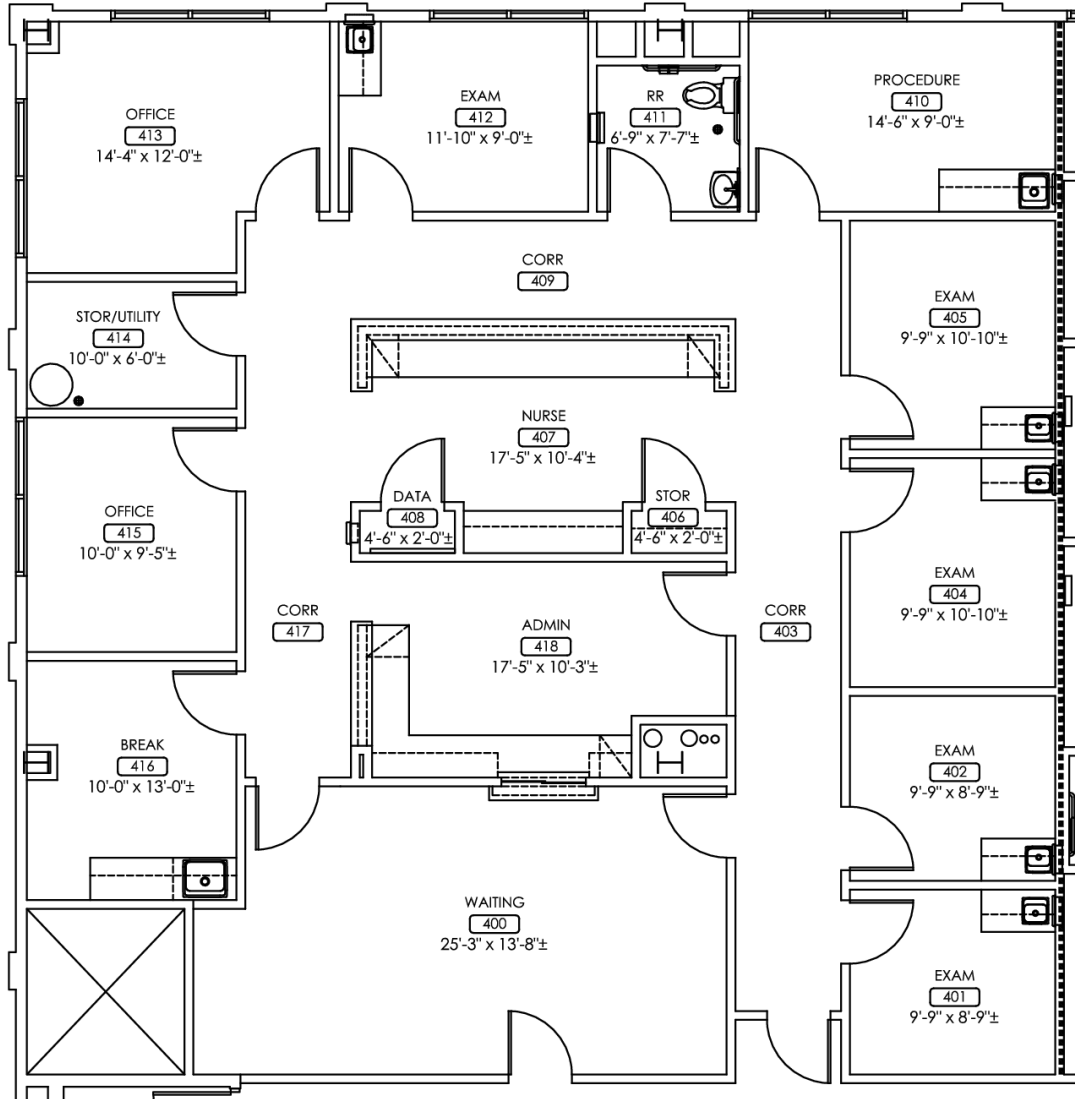 PROCEDURE
410
14'-6" x 9'-0"±
EXAM
412
11'-10" x 9'-0"±
RR
411
6'-9" x 7'-7"±
OFFICE
413
14'-4" x 12'-0"±
CORR
409
EXAM
405
9'-9" x 10'-10"±
STOR/UTILITY
414
10'-0" x 6'-0"±
NURSE
407
17'-5" x 10'-4"±
DATA
408
4'-6" x 2'-0"±
STOR
406
4'-6" x 2'-0"±
OFFICE
415
10'-0" x 9'-5"±
EXAM
404
9'-9" x 10'-10"±
CORR
417
ADMIN
418
17'-5" x 10'-3"±
CORR
403
BREAK
416
10'-0" x 13'-0"±
EXAM
402
9'-9" x 8'-9"±
WAITING
400
25'-3" x 13'-8"±
EXAM
401
9'-9" x 8'-9"±